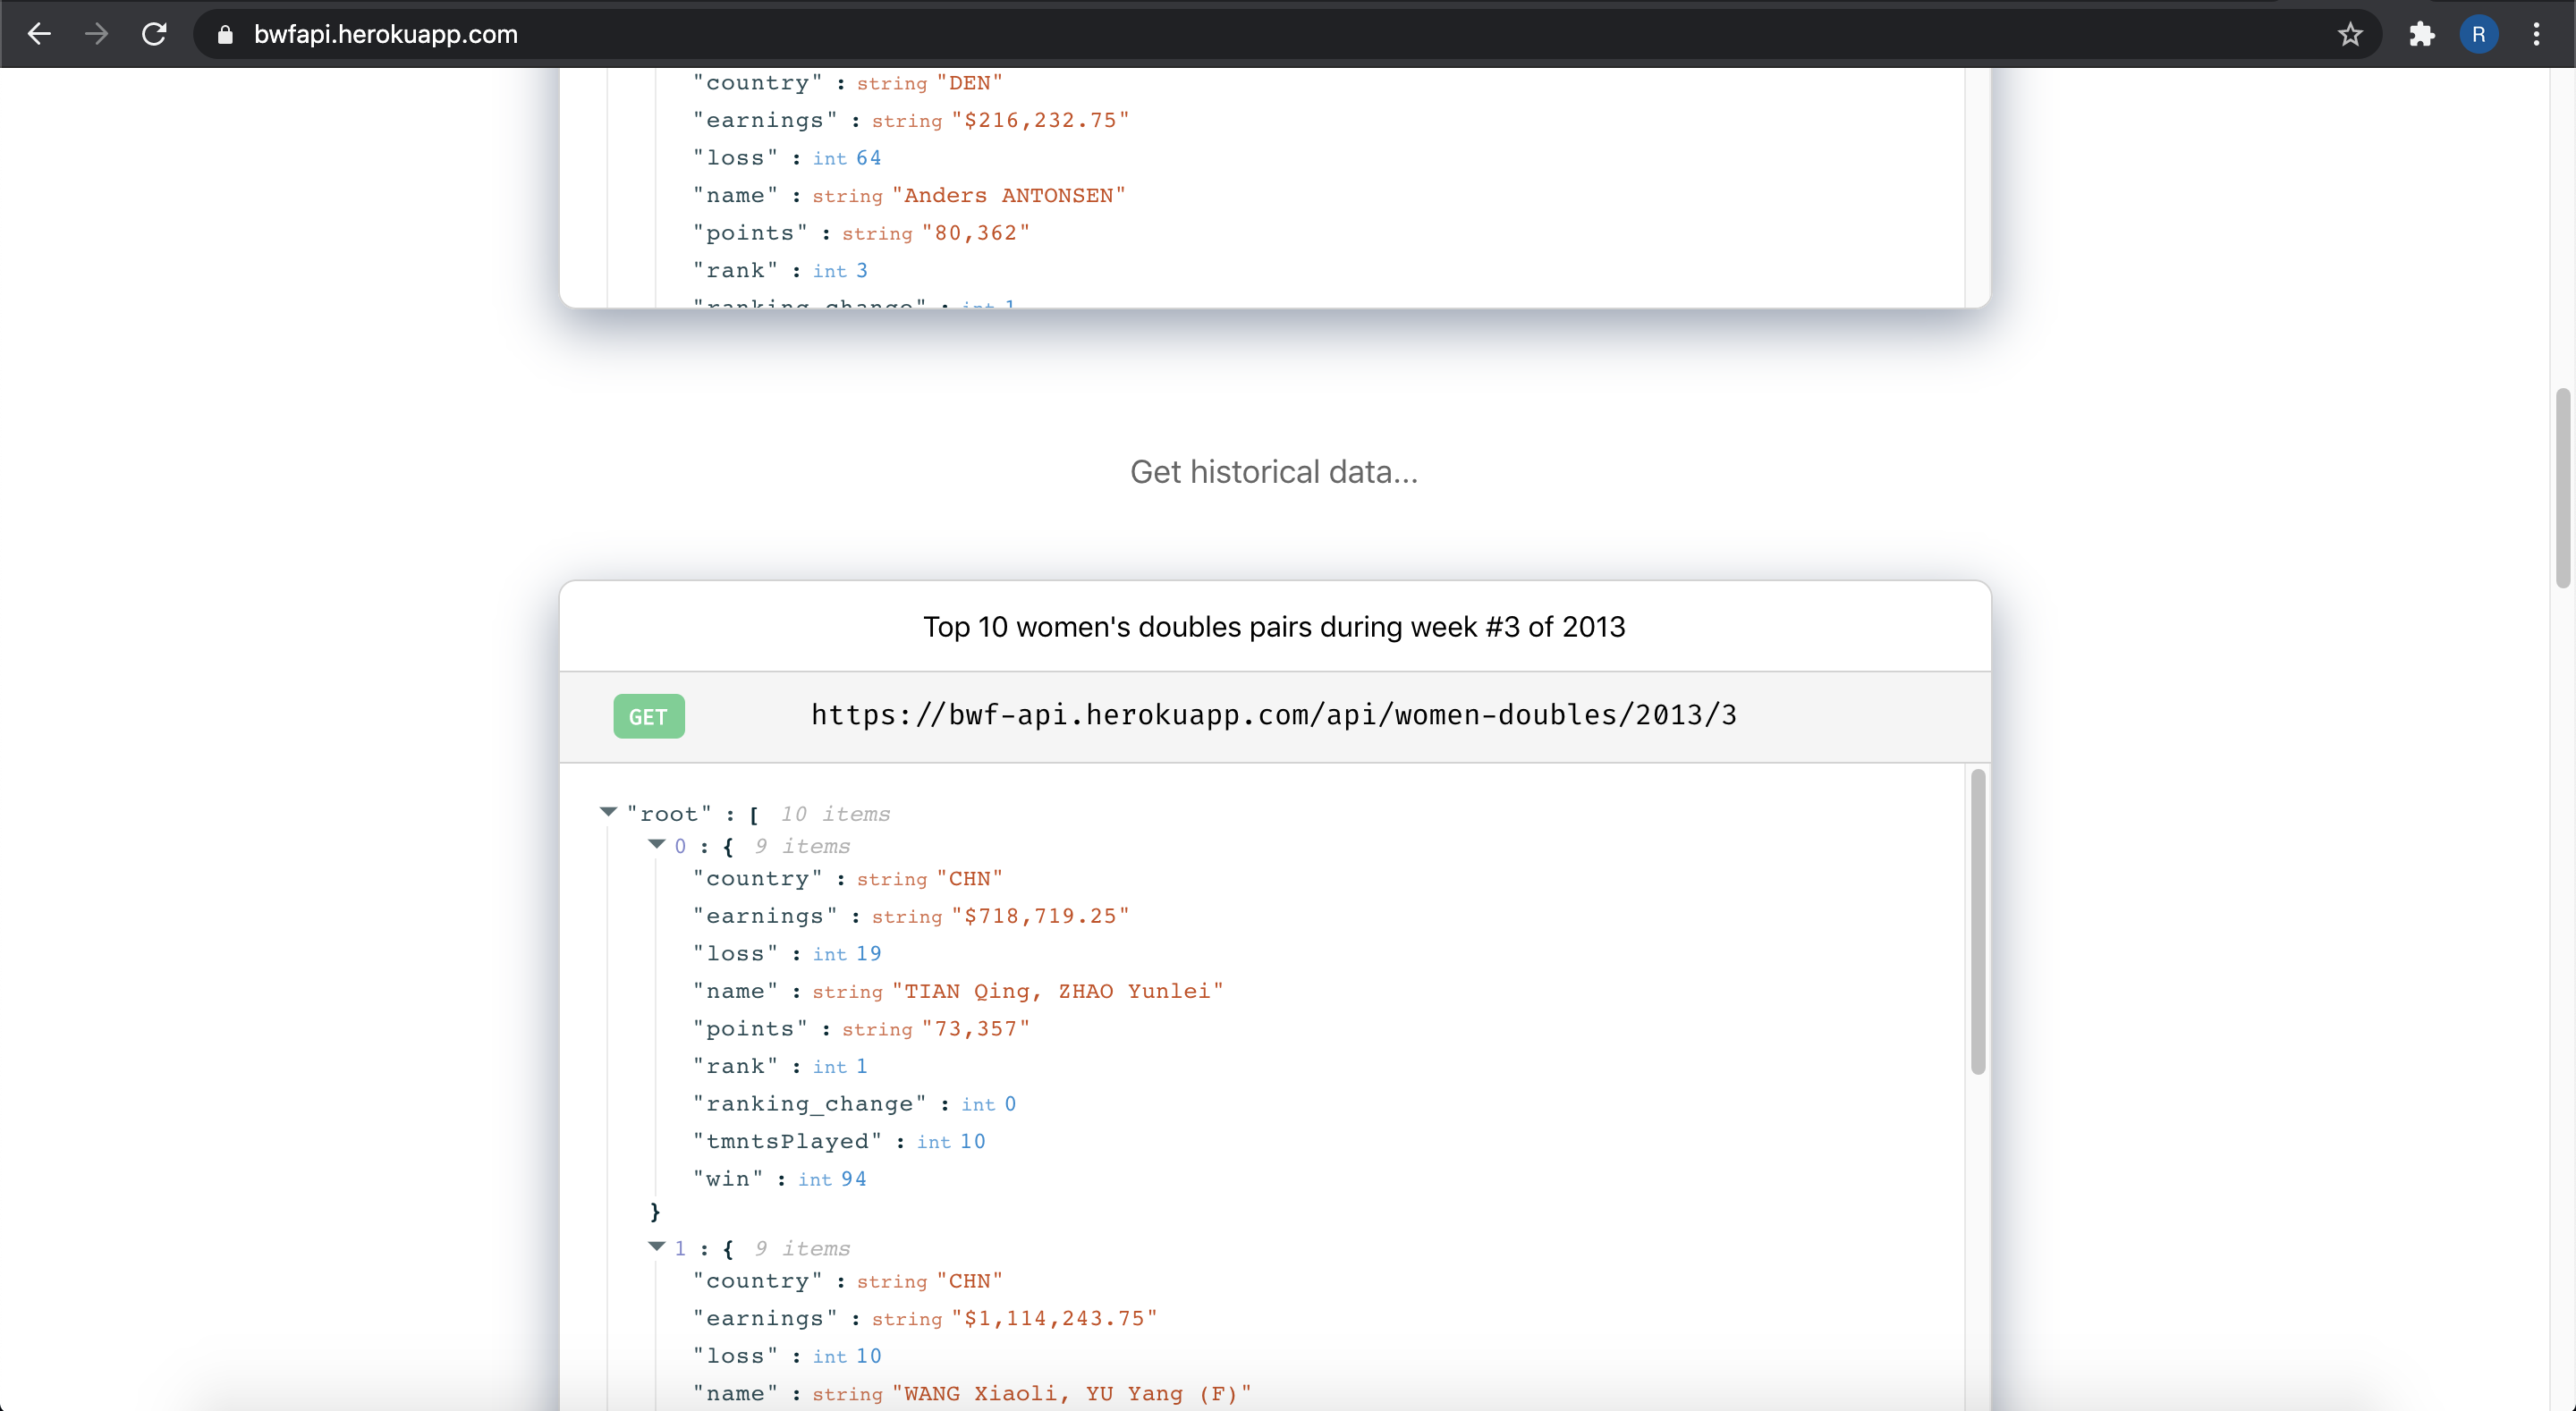 bwfapi.herokuapp.com
R
"country" : string "DEN"
"earnings" : string "$216,232.75"
"loss" : int 64
"name" : string "Anders ANTONSEN"
"points" : string "80,362"
"rank" : int 3
"ranking_change" : int 1
Get historical data...
Top 10 women's doubles pairs during week #3 of 2013
GET https://bwf-api.herokuapp.com/api/women-doubles/2013/3
"root" : [ 10 items
0 : { 9 items
"country" : string "CHN"
"earnings" : string "$718,719.25"
"loss" : int 19
"name" : string "TIAN Qing, ZHAO Yunlei"
"points" : string "73,357"
"rank" : int 1
"ranking_change" : int 0
"tmntsPlayed" : int 10
"win" : int 94
}
1 : { 9 items
"country" : string "CHN"
"earnings" : string "$1,114,243.75"
"loss" : int 10
"name" : string "WANG Xiaoli, YU Yang (F)"